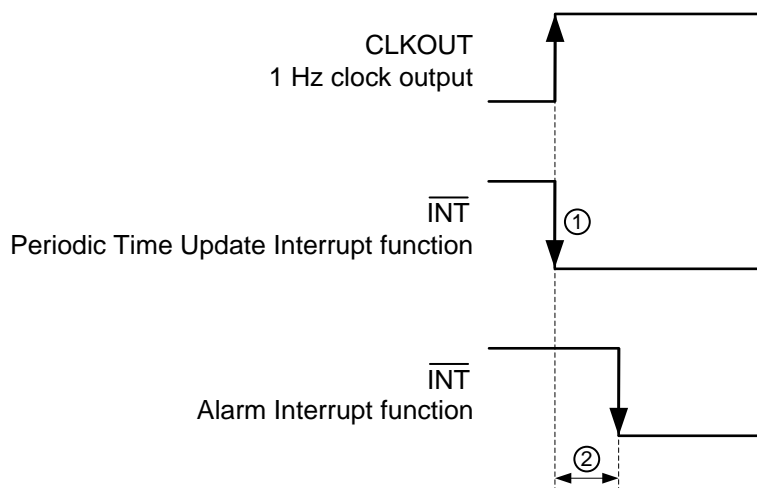 CLKOUT
1 Hz clock output
INT
①
Periodic Time Update Interrupt function
INT
Alarm Interrupt function
②